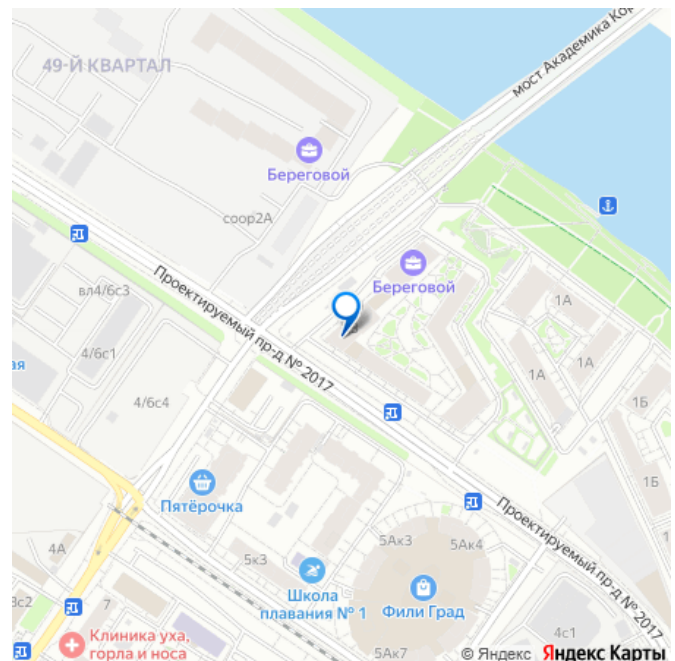 49-Й КВАРТАЛ
мост Академика Кор
Береговой
соор2А
Береговой
вл4/6с3
Проектируемый пр-д № 2017
1А
4/6с1
ая
1А
1А
4/6с4
1Б
1Б
Пятёрочка
Проектируемый пр-д № 2017
5Ак3
5Ак4
4А
5к3
Школа
плавания № 1
Фили Град
3с2
7
4с1
Клиника уха,
горла и носа
5Ак7
© Яндекс Яндекс Карты